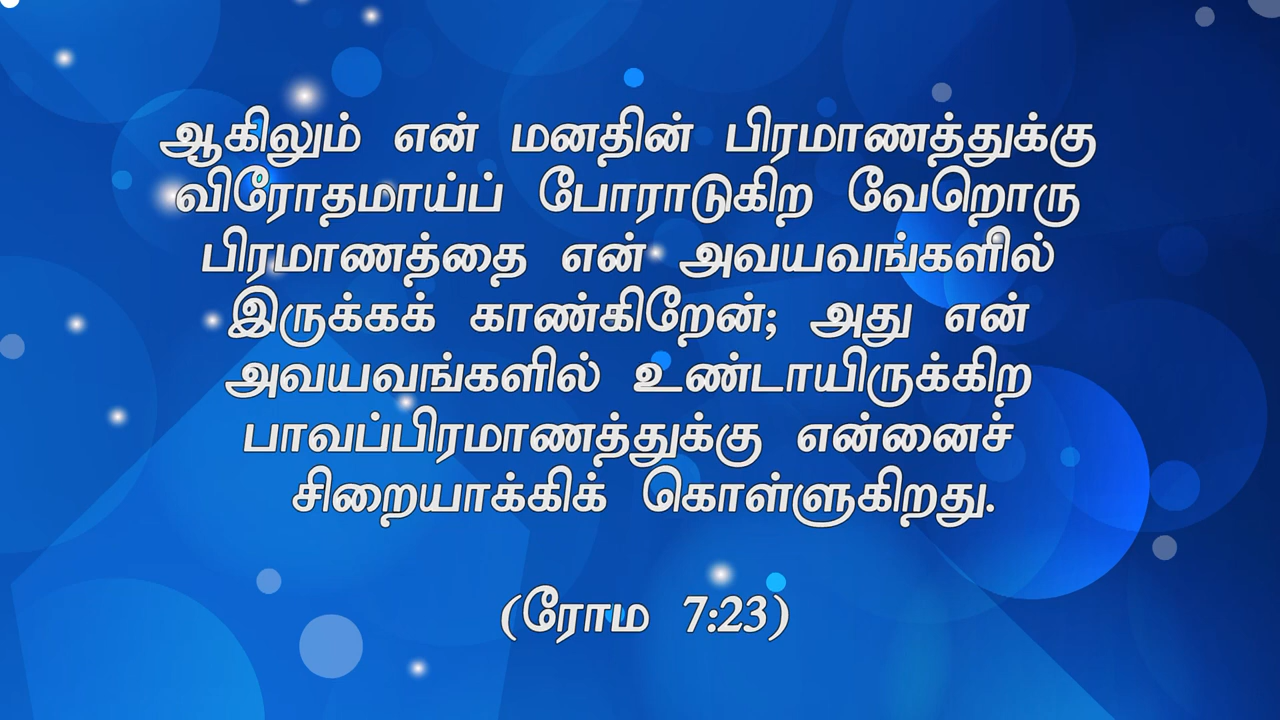 ஆகிலும் என் மனதின் பிரமாணத்துக்கு
விரோதமாய்ப் போராடுகிற வேறொரு
பிரமாணத்தை என் அவயவங்களில்
இருக்கக் காண்கிறேன்; அது என்
அவயவங்களில் உண்டாயிருக்கிற
பாவப்பிரமாணத்துக்கு என்னைச்
சிறையாக்கிக் கொள்ளுகிறது.
(ரோம 7:23)